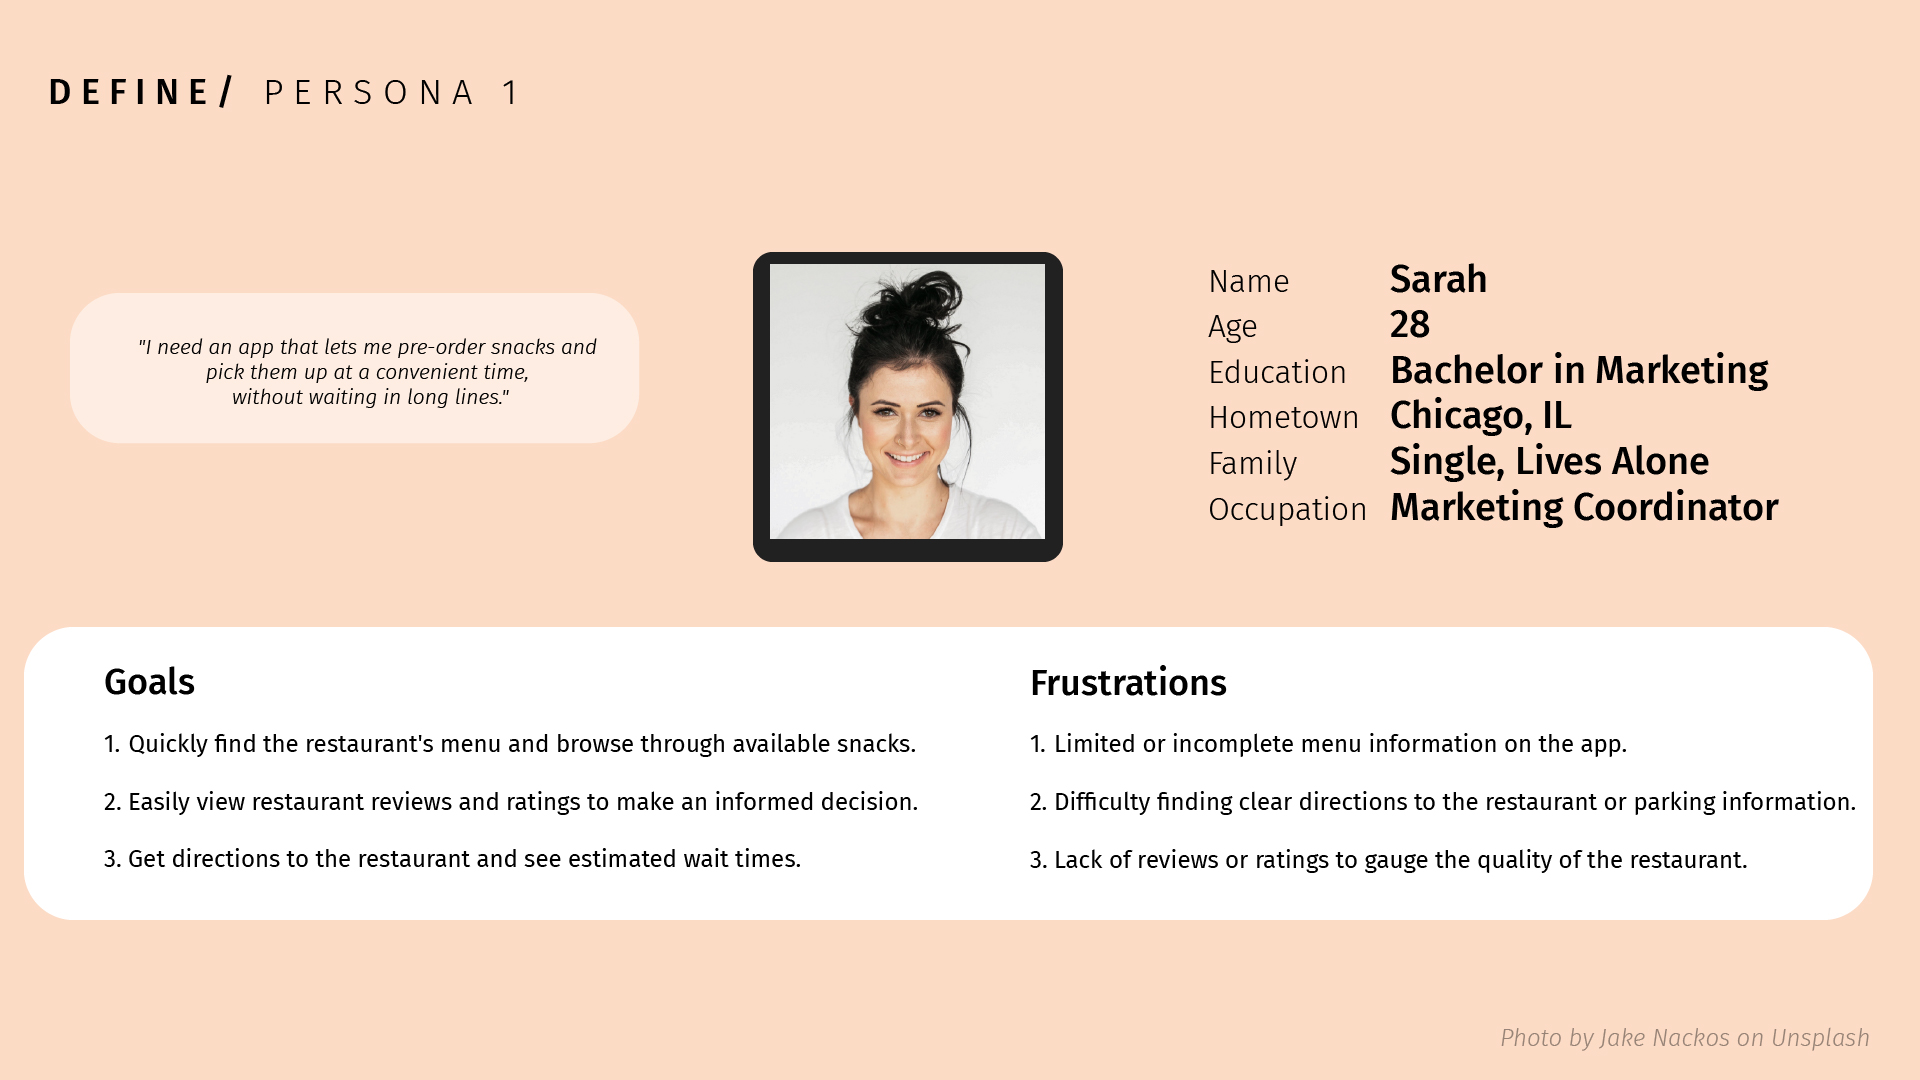 DEFINE/ PERSONA 1
"I need an app that lets me pre-order snacks and
pick them up at a convenient time,
without waiting in long lines."
Name Sarah
Age 28
Education Bachelor in Marketing
Hometown Chicago, IL
Family Single, Lives Alone
Occupation Marketing Coordinator
Goals
1. Quickly find the restaurant's menu and browse through available snacks.
2. Easily view restaurant reviews and ratings to make an informed decision.
3. Get directions to the restaurant and see estimated wait times.
Frustrations
1. Limited or incomplete menu information on the app.
2. Difficulty finding clear directions to the restaurant or parking information.
3. Lack of reviews or ratings to gauge the quality of the restaurant.
Photo by Jake Nackos on Unsplash